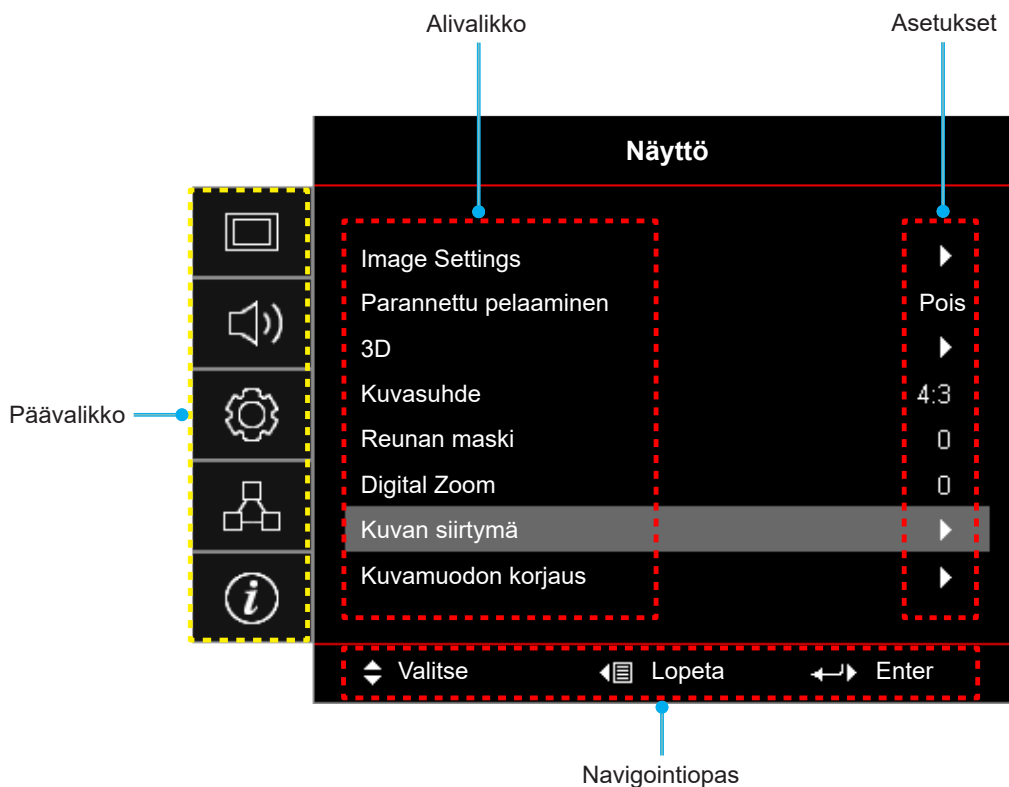 Alivalikko
Asetukset
Näyttö
Image Settings
Parannettu pelaaminen Pois
3D
Kuvasuhde 4:3
Reunan maski 0
Digital Zoom 0
Kuvan siirtymä
Kuvamuodon korjaus
Päävalikko
i
Valitse Lopeta Enter
Navigointiopas